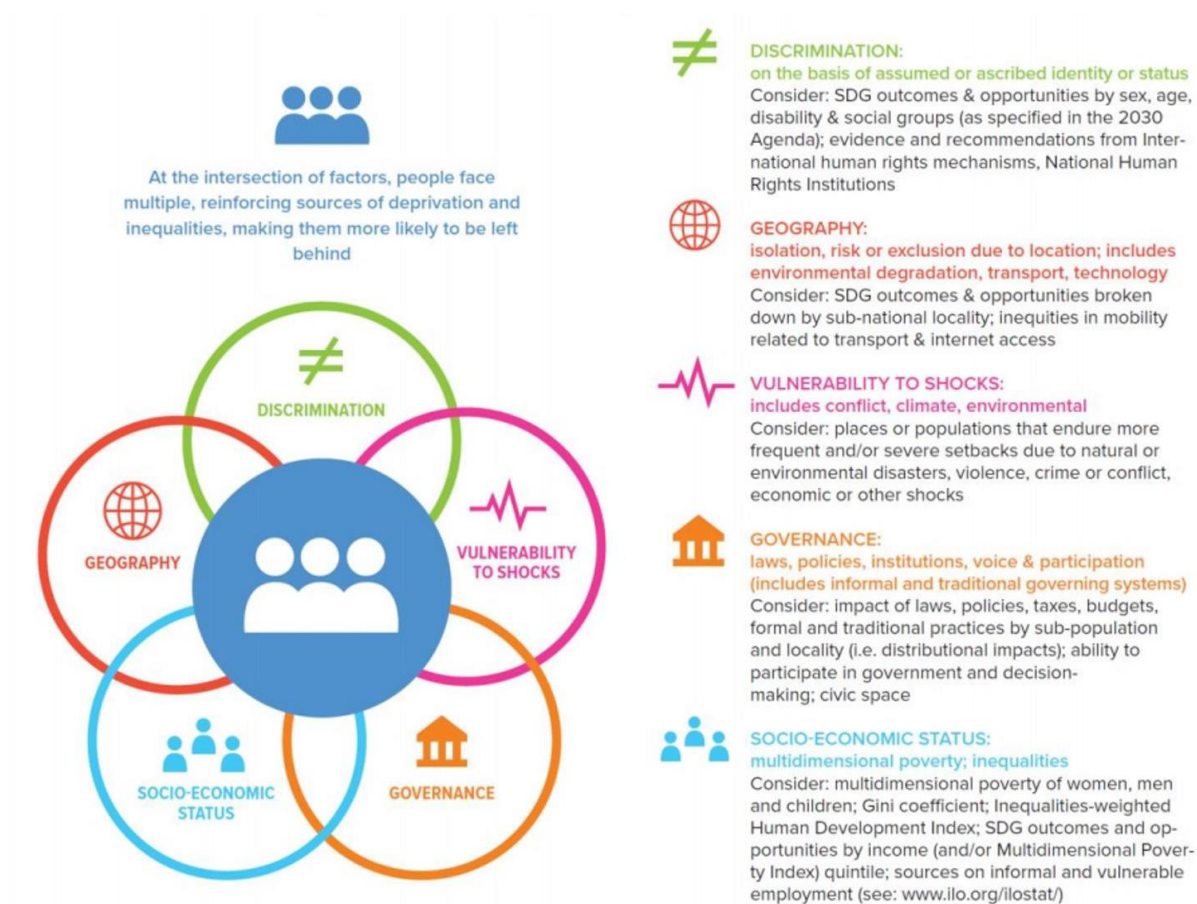 At the intersection of factors, people face
multiple, reinforcing sources of deprivation and
inequalities, making them more likely to be left
behind
DISCRIMINATION
GEOGRAPHY
VULNERABILITY
TO SHOCKS
SOCIO-ECONOMIC
STATUS
GOVERNANCE
DISCRIMINATION:
on the basis of assumed or ascribed identity or status
Consider: SDG outcomes & opportunities by sex, age,
disability & social groups (as specified in the 2030
Agenda); evidence and recommendations from Inter-
national human rights mechanisms, National Human
Rights Institutions
GEOGRAPHY:
isolation, risk or exclusion due to location; includes
environmental degradation, transport, technology
Consider: SDG outcomes & opportunities broken
down by sub-national locality; inequities in mobility
related to transport & internet access
VULNERABILITY TO SHOCKS:
includes conflict, climate, environmental
Consider: places or populations that endure more
frequent and/or severe setbacks due to natural or
environmental disasters, violence, crime or conflict,
economic or other shocks
GOVERNANCE:
laws, policies, institutions, voice & participation
(includes informal and traditional governing systems)
Consider: impact of laws, policies, taxes, budgets,
formal and traditional practices by sub-population
and locality (i.e. distributional impacts); ability to
participate in government and decision-
making; civic space
SOCIO-ECONOMIC STATUS:
multidimensional poverty; inequalities
Consider: multidimensional poverty of women, men
and children; Gini coefficient; Inequalities-weighted
Human Development Index; SDG outcomes and op-
portunities by income (and/or Multidimensional Pover-
ty Index) quintile; sources on informal and vulnerable
employment (see: www.ilo.org/ilostat/)